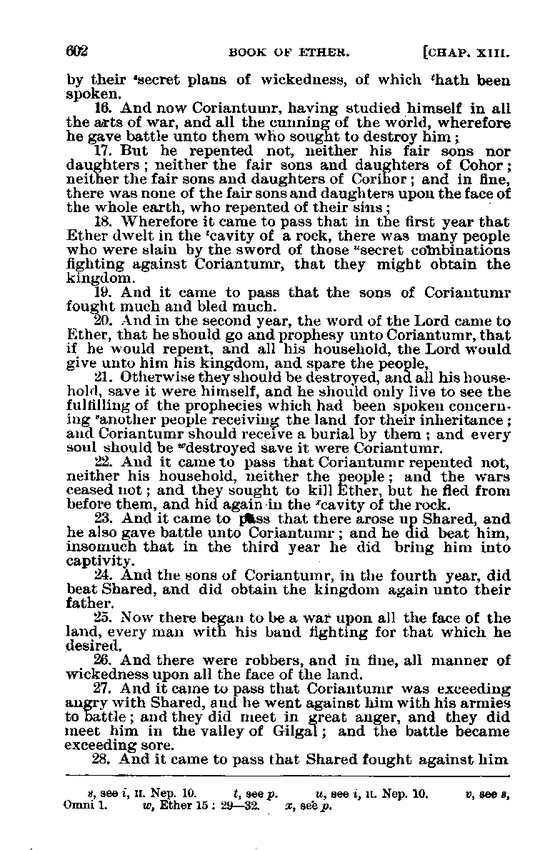 602 BOOK OF ETHER. [CHAP. XIII.
by their ˢsecret plans of wickedness, of which ᵗhath been
spoken.
16. And now Coriantumr, having studied himself in all
the arts of war, and all the cunning of the world, wherefore
he gave battle unto them who sought to destroy him;
17. But he repented not, neither his fair sons nor
daughters; neither the fair sons and daughters of Cohor;
neither the fair sons and daughters of Corihor; and in fine,
there was none of the fair sons and daughters upon the face of
the whole earth, who repented of their sins;
18. Wherefore it came to pass that in the first year that
Ether dwelt in the ᵗcavity of a rock, there was many people
who were slain by the sword of those ᵘsecret combinations
fighting against Coriantumr, that they might obtain the
kingdom.
19. And it came to pass that the sons of Coriantumr
fought much and bled much.
20. And in the second year, the word of the Lord came to
Ether, that he should go and prophesy unto Coriantumr, that
if he would repent, and all his household, the Lord would
give unto him his kingdom, and spare the people,
21. Otherwise they should be destroyed, and all his house-
hold, save it were himself, and he should only live to see the
fulfilling of the prophecies which had been spoken concern-
ing ᵛanother people receiving the land for their inheritance;
and Coriantumr should receive a burial by them; and every
soul should be ʷdestroyed save it were Coriantumr.
22. And it came to pass that Coriantumr repented not,
neither his household, neither the people; and the wars
ceased not; and they sought to kill Ether, but he fled from
before them, and hid again in the ˣcavity of the rock.
23. And it came to pass that there arose up Shared, and
he also gave battle unto Coriantumr; and he did beat him,
insomuch that in the third year he did bring him into
captivity.
24. And the sons of Coriantumr, in the fourth year, did
beat Shared, and did obtain the kingdom again unto their
father.
25. Now there began to be a war upon all the face of the
land, every man with his band fighting for that which he
desired.
26. And there were robbers, and in fine, all manner of
wickedness upon all the face of the land.
27. And it came to pass that Coriantumr was exceeding
angry with Shared, and he went against him with his armies
to battle; and they did meet in great anger, and they did
meet him in the valley of Gilgal; and the battle became
exceeding sore.
28. And it came to pass that Shared fought against him
s, see i, II. Nep. 10. t, see p. u, see i, II. Nep. 10. v, see s,
Omni 1. w, Ether 15: 29—32. x, see p.